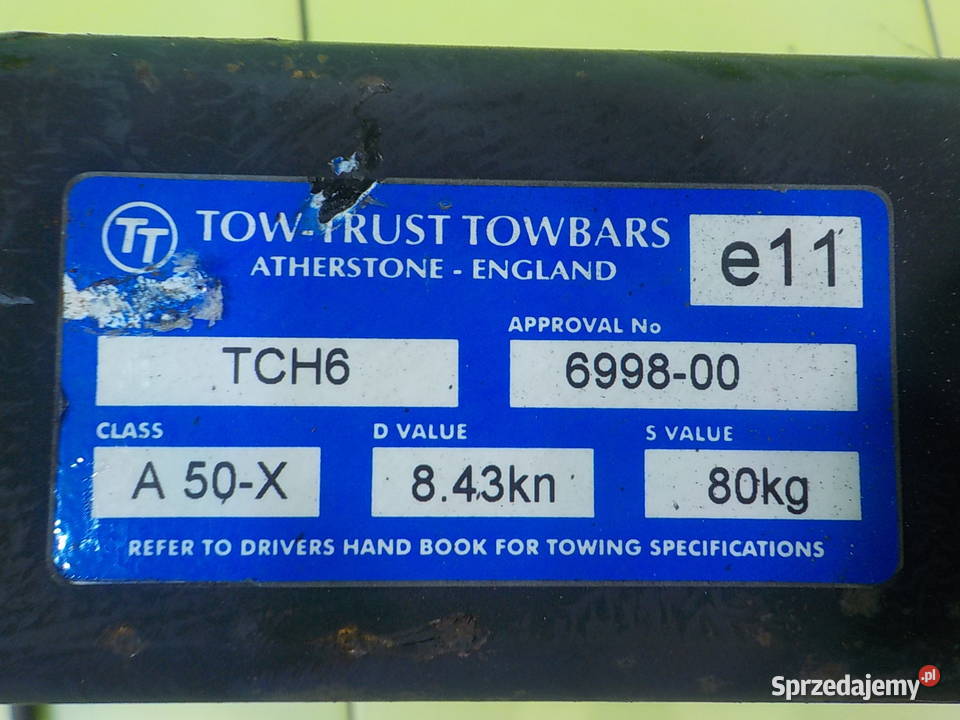 TT
TOW-TRUST TOWBARS
ATHERSTONE - ENGLAND
e11
APPROVAL No
TCH6
6998-00
CLASS
D VALUE
S VALUE
A 50-X
8.43kn
80kg
REFER TO DRIVERS HAND BOOK FOR TOWING SPECIFICATIONS
Sprzedajemy.pl